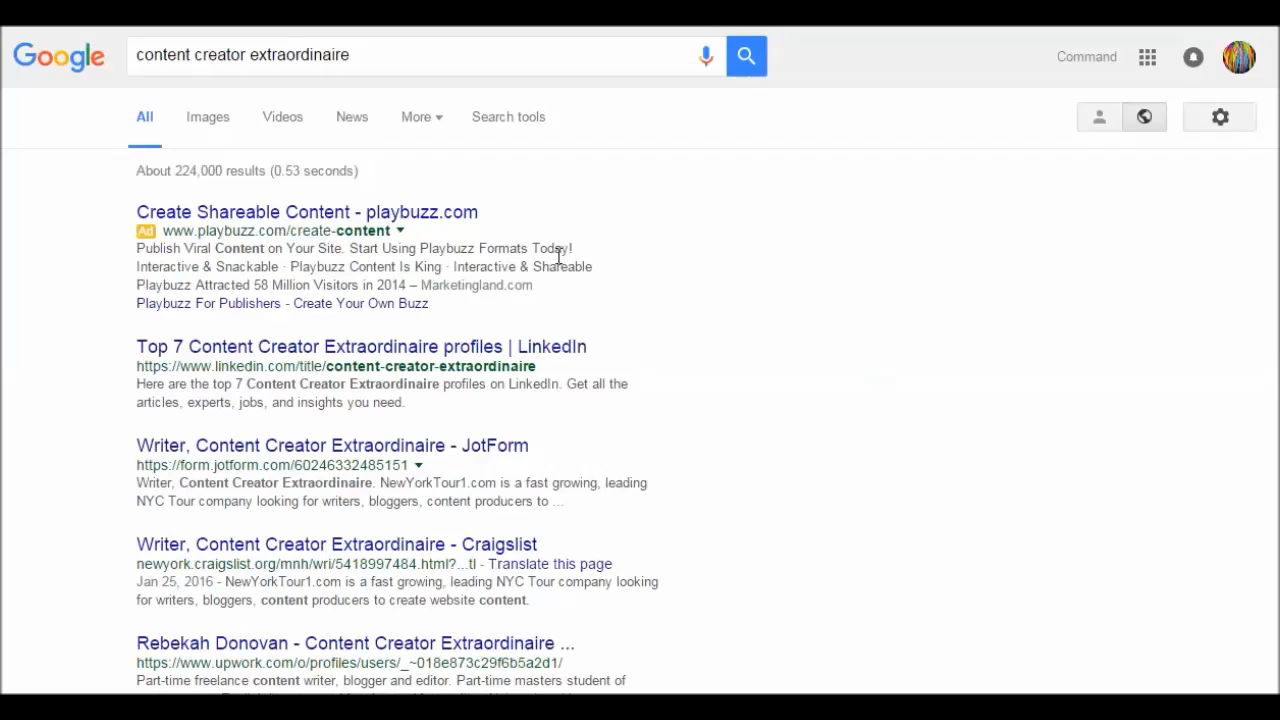 Google
content creator extraordinaire
Command
All Images Videos News More Search tools
About 224,000 results (0.53 seconds)
Create Shareable Content - playbuzz.com
Ad www.playbuzz.com/create-content
Publish Viral Content on Your Site. Start Using Playbuzz Formats Today!
Interactive & Snackable · Playbuzz Content Is King · Interactive & Shareable
Playbuzz Attracted 58 Million Visitors in 2014 – Marketingland.com
Playbuzz For Publishers - Create Your Own Buzz
Top 7 Content Creator Extraordinaire profiles | LinkedIn
https://www.linkedin.com/title/content-creator-extraordinaire
Here are the top 7 Content Creator Extraordinaire profiles on LinkedIn. Get all the
articles, experts, jobs, and insights you need.
Writer, Content Creator Extraordinaire - JotForm
https://form.jotform.com/60246332485151
Writer, Content Creator Extraordinaire. NewYorkTour1.com is a fast growing, leading
NYC Tour company looking for writers, bloggers, content producers to ...
Writer, Content Creator Extraordinaire - Craigslist
newyork.craigslist.org/mnh/wri/5418997484.html?...tl - Translate this page
Jan 25, 2016 - NewYorkTour1.com is a fast growing, leading NYC Tour company looking
for writers, bloggers, content producers to create website content.
Rebekah Donovan - Content Creator Extraordinaire ...
https://www.upwork.com/o/profiles/users/_~018e873c29f6b5a2d1/
Part-time freelance content writer, blogger and editor. Part-time masters student of